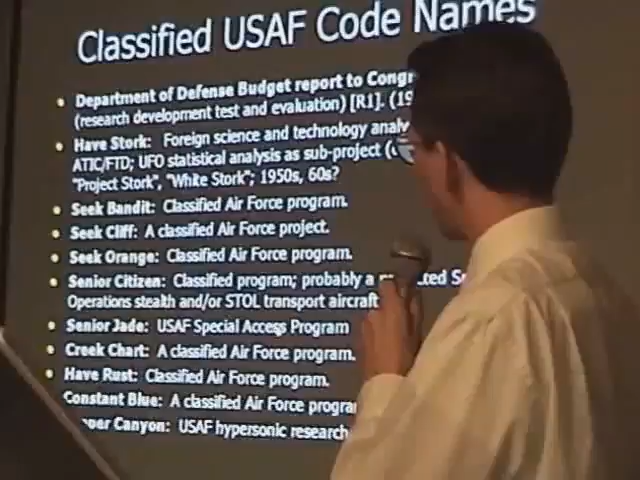 Classified USAF Code Names
• Department of Defense Budget report to Congr
(research development test and evaluation) [R1]. (19
• Have Stork: Foreign science and technology analy
ATIC/FTD; UFO statistical analysis as sub-project (
"Project Stork", "White Stork"; 1950s, 60s?
• Seek Bandit: Classified Air Force program.
• Seek Cliff: A classified Air Force project.
• Seek Orange: Classified Air Force program.
• Senior Citizen: Classified program; probably a cted S
Operations stealth and/or STOL transport aircraft
• Senior Jade: USAF Special Access Program
• Creek Chart: A classified Air Force program.
• Have Rust: Classified Air Force program.
Constant Blue: A classified Air Force progra
per Canyon: USAF hypersonic research